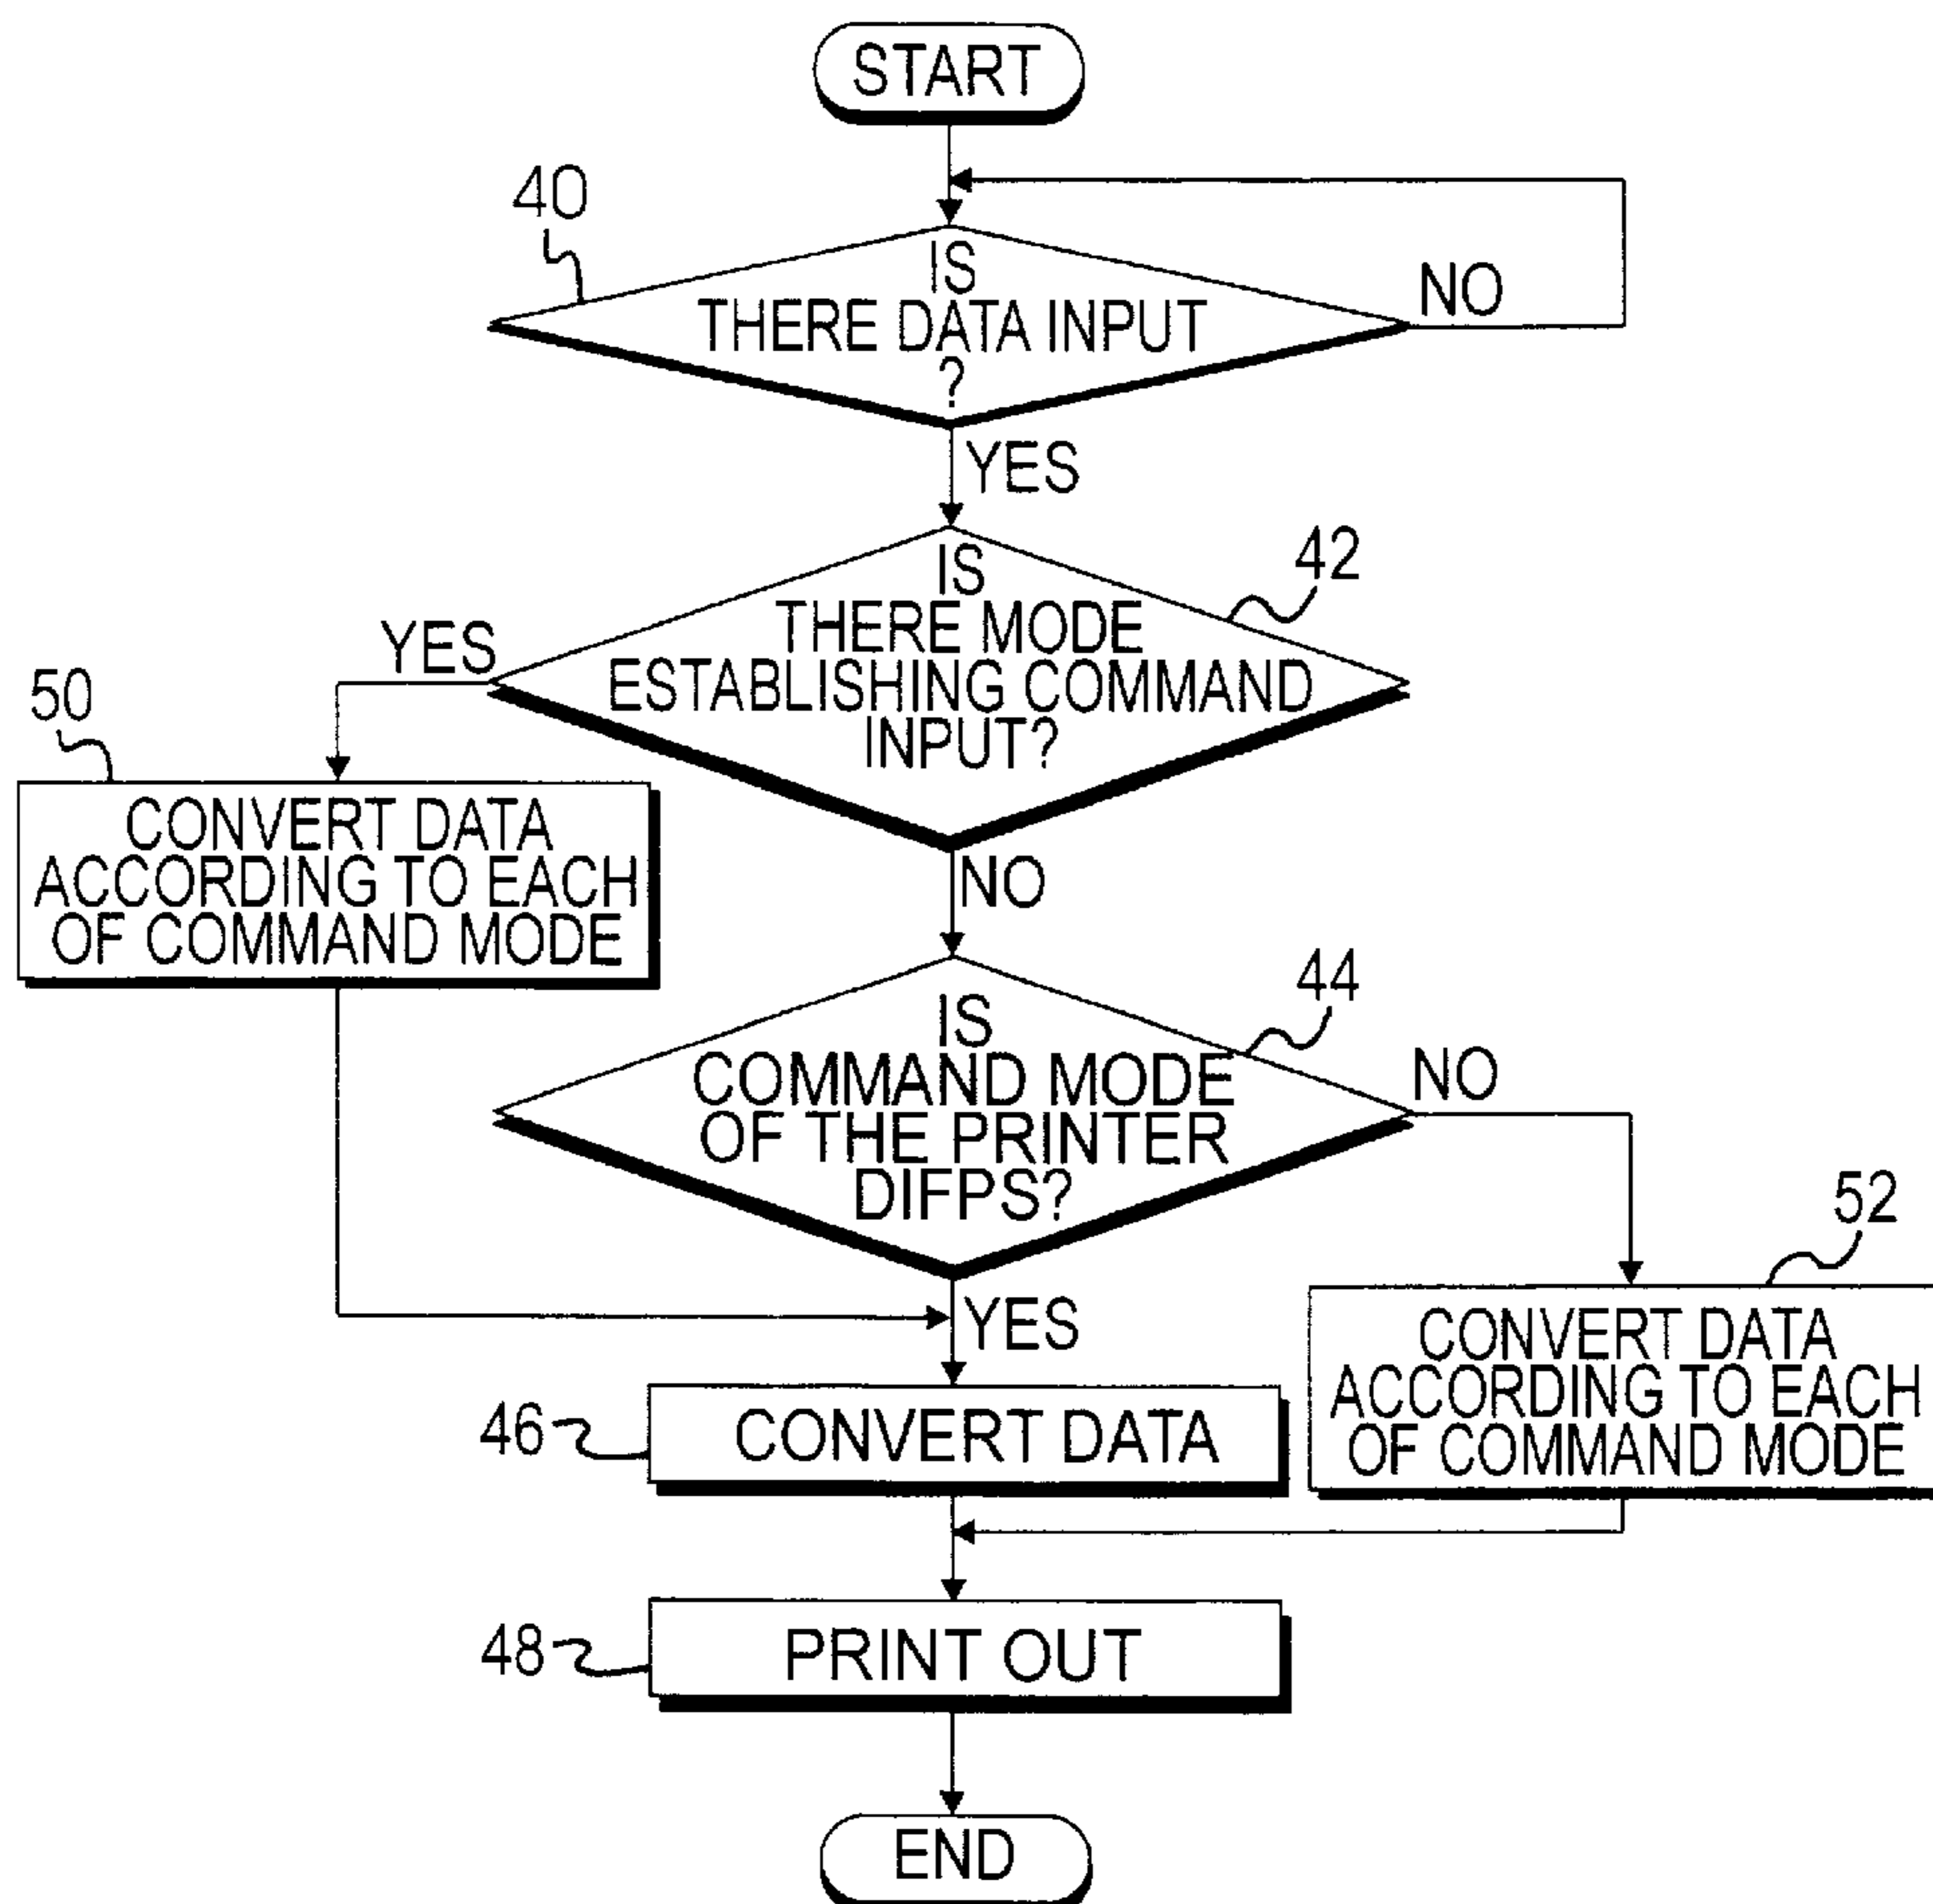 START
40
IS
THERE DATA INPUT
?
NO
YES
42
IS
THERE MODE
ESTABLISHING COMMAND
INPUT?
YES
50
CONVERT DATA
ACCORDING TO EACH
OF COMMAND MODE
NO
44
IS
COMMAND MODE
OF THE PRINTER
DIFPS?
NO
52
YES
CONVERT DATA
ACCORDING TO EACH
OF COMMAND MODE
46
CONVERT DATA
48
PRINT OUT
END